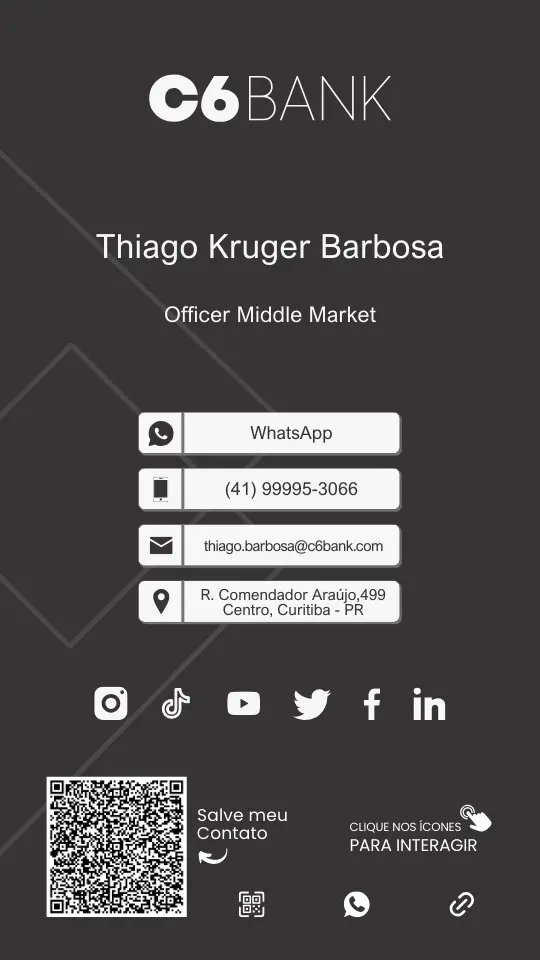 C6BANK
Thiago Kruger Barbosa
Officer Middle Market
WhatsApp
(41) 99995-3066
thiago.barbosa@c6bank.com
R. Comendador Araújo,499
Centro, Curitiba - PR
Salve meu
Contato
CLIQUE NOS ÍCONES
PARA INTERAGIR